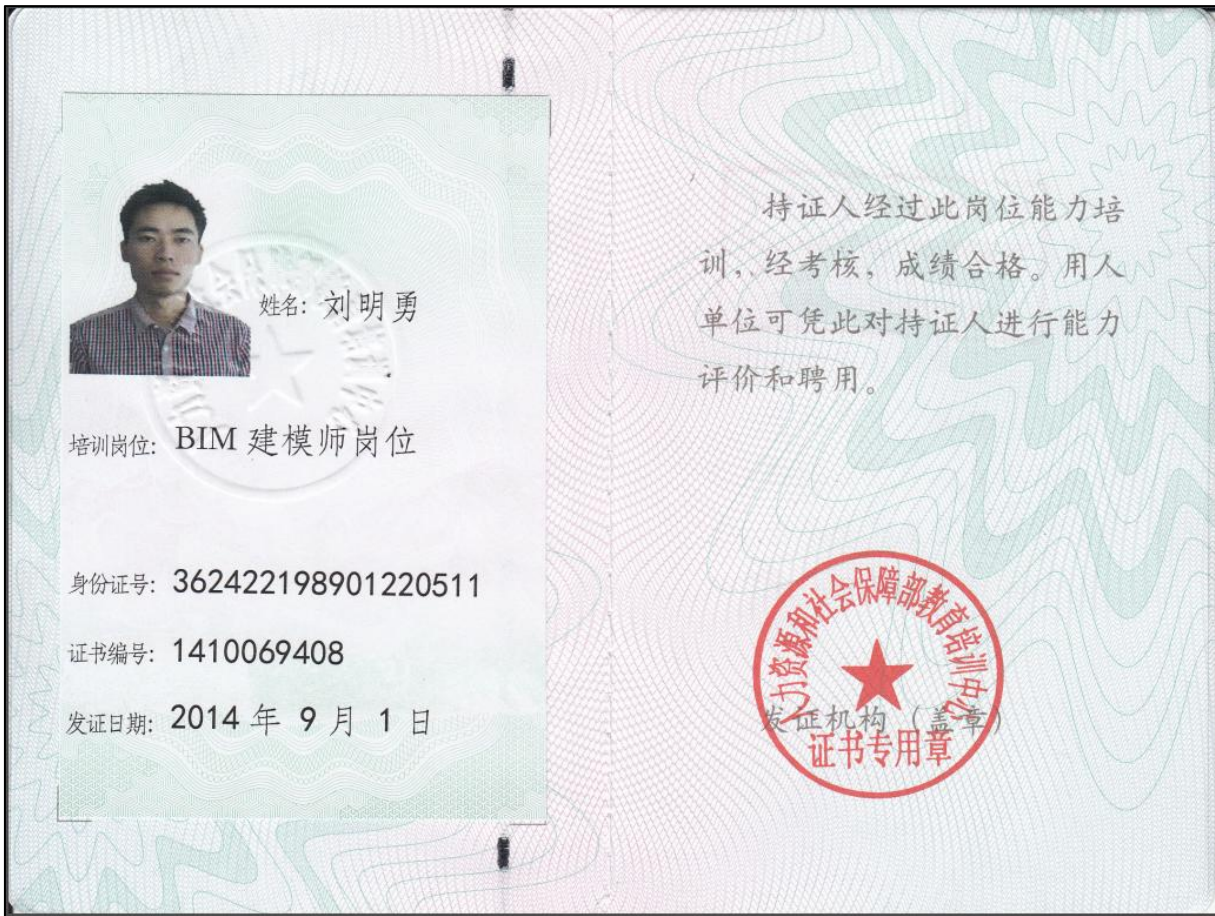 姓名: 刘明勇
培训岗位: BIM 建模师岗位
身份证号: 362422198901220511
证书编号: 1410069408
发证日期: 2014 年 9 月 1 日
持证人经过此岗位能力培
训,经考核,成绩合格。用人
单位可凭此对持证人进行能力
评价和聘用。
人力资源和社会保障部教育培训中心
发证机构(盖章)
证书专用章